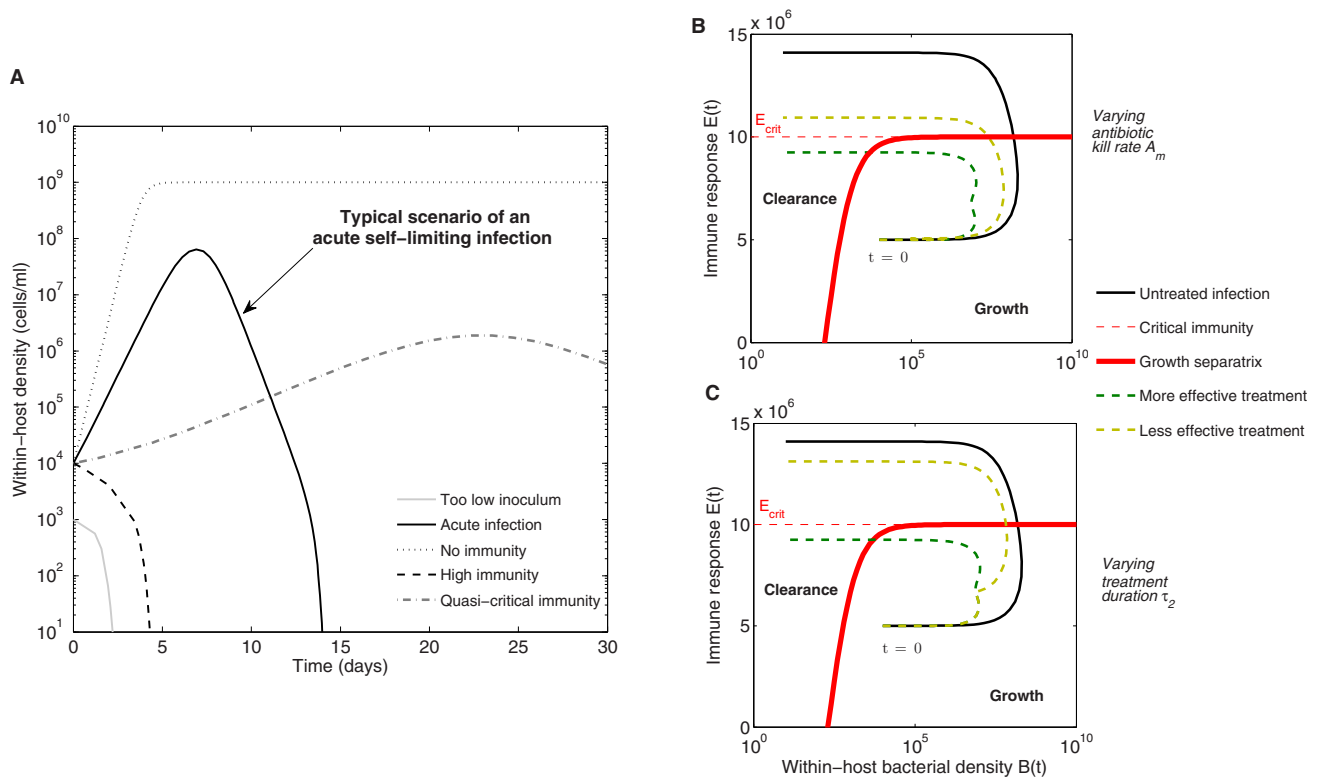 A
Within−host density (cells/ml)
10^10
10^9
10^8
10^7
10^6
10^5
10^4
10^3
10^2
10^1
0
5
10
15
20
25
30
Time (days)
Typical scenario of an
acute self−limiting infection
Too low inoculum
Acute infection
No immunity
High immunity
Quasi−critical immunity
B
15 x 10^6
10
5
0
Immune response E(t)
E_crit
Clearance
t = 0
Growth
10^0
10^5
10^10
Varying
antibiotic
kill rate A_m
Untreated infection
Critical immunity
Growth separatrix
More effective treatment
Less effective treatment
C
15 x 10^6
10
5
0
Immune response E(t)
E_crit
Clearance
t = 0
Growth
10^0
10^5
10^10
Within−host bacterial density B(t)
Varying
treatment
duration τ_2